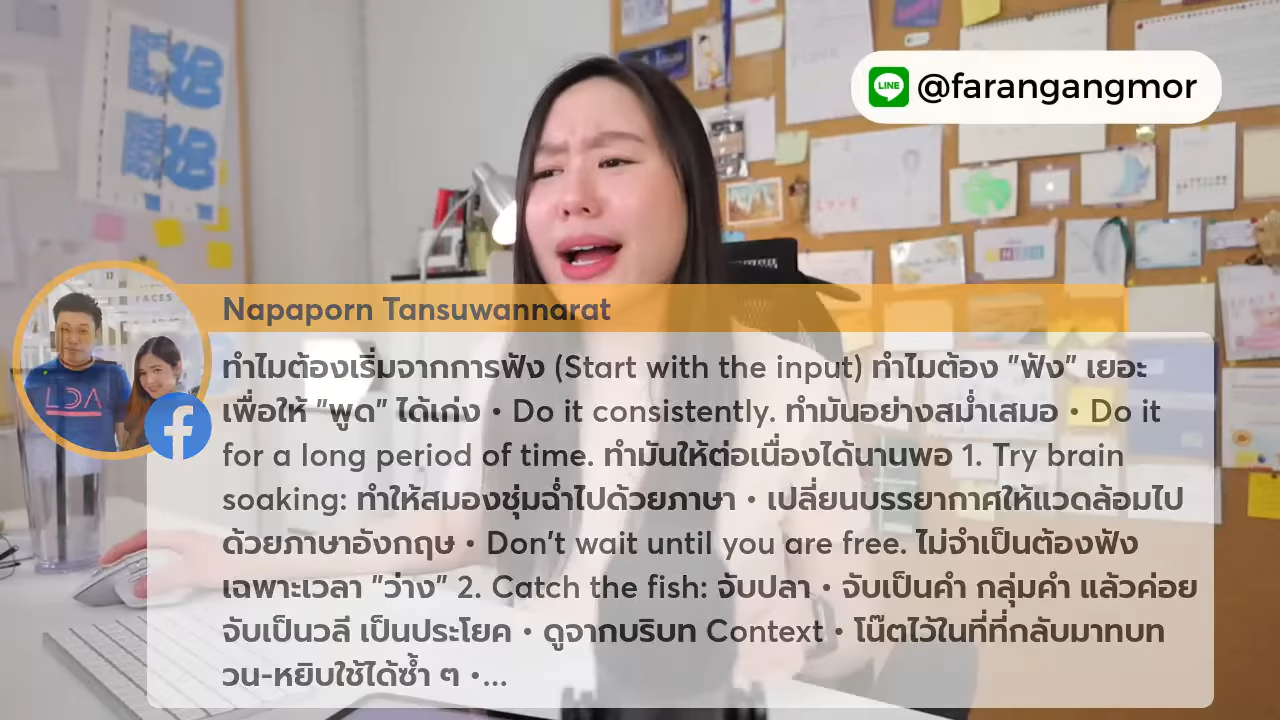 LINE @farangangmor
FACES
Napaporn Tansuwannarat
LDA
ทำไมต้องเริ่มจากการฟัง (Start with the input) ทำไมต้อง "ฟัง" เยอะ
เพื่อให้ "พูด" ได้เก่ง • Do it consistently. ทำมันอย่างสม่ำเสมอ • Do it
for a long period of time. ทำมันให้ต่อเนื่องได้นานพอ 1. Try brain
soaking: ทำให้สมองชุ่มฉ่ำไปด้วยภาษา • เปลี่ยนบรรยากาศให้แวดล้อมไป
ด้วยภาษาอังกฤษ • Don't wait until you are free. ไม่จำเป็นต้องฟัง
เฉพาะเวลา "ว่าง" 2. Catch the fish: จับปลา • จับเป็นคำ กลุ่มคำ แล้วค่อย
จับเป็นวลี เป็นประโยค • ดูจากบริบท Context • โน๊ตไว้ในที่ที่กลับมาทบท
วน-หยิบใช้ได้ซ้ำ ๆ •...